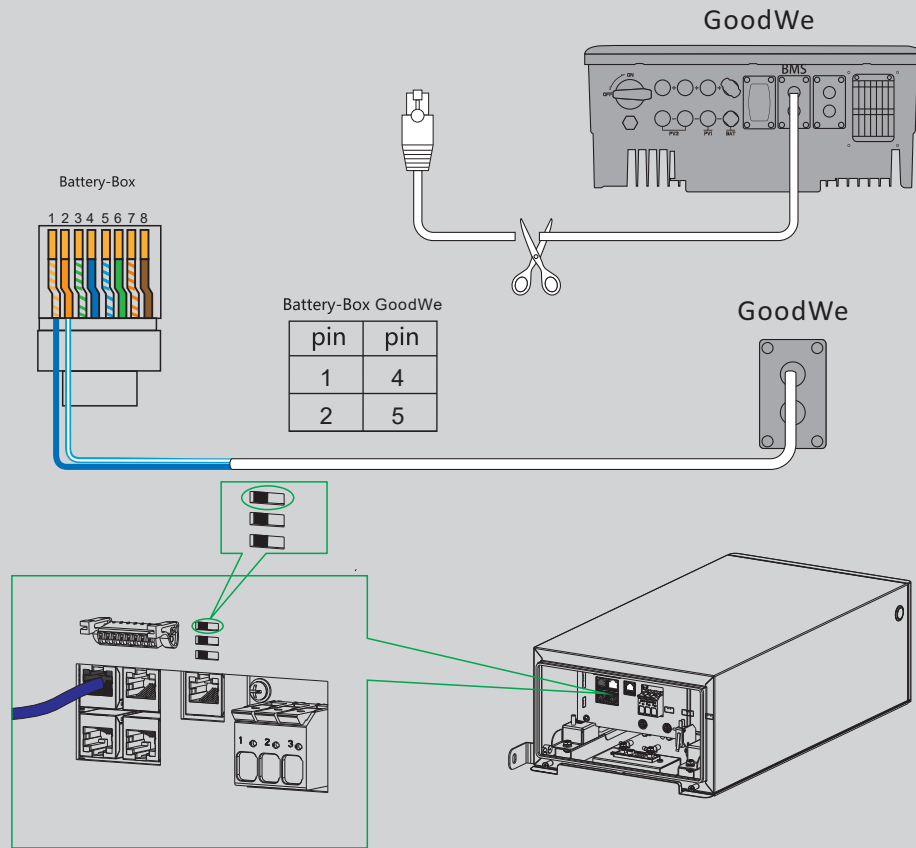 GoodWe
BMS
ON
OFF
PV2
PV1
BAT
Battery-Box
1 2 3 4 5 6 7 8
Battery-Box GoodWe
pin pin
1 4
2 5
GoodWe
1 2 3